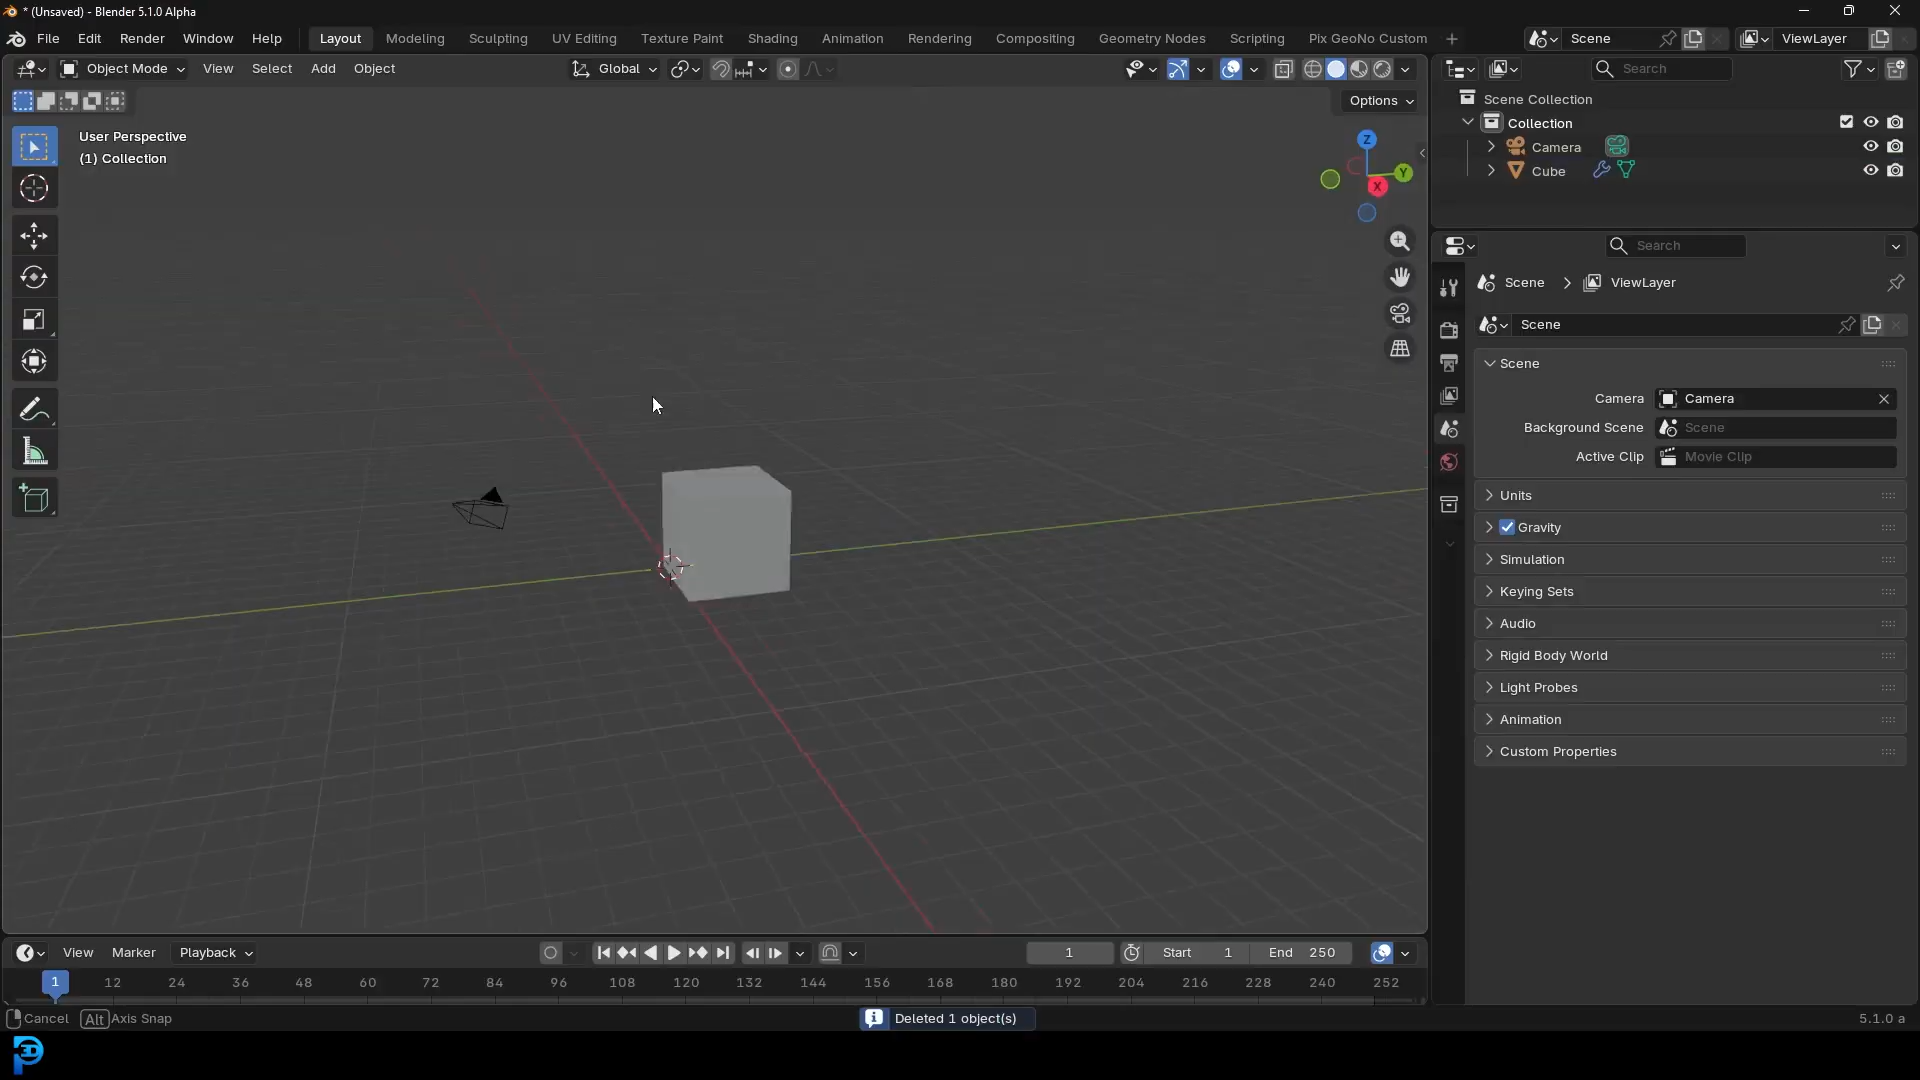 * (Unsaved) - Blender 5.1.0 Alpha
File Edit Render Window Help Layout Modeling Sculpting UV Editing Texture Paint Shading Animation Rendering Compositing Geometry Nodes Scripting Pix GeoNo Custom Scene ViewLayer
Object Mode View Select Add Object Global
Options
User Perspective
(1) Collection
Z
Y
X
Search
Scene Collection
Collection
Camera
Cube
Search
Scene ViewLayer
Scene
Scene
Camera Camera
Background Scene Scene
Active Clip Movie Clip
Units
Gravity
Simulation
Keying Sets
Audio
Rigid Body World
Light Probes
Animation
Custom Properties
View Marker Playback 1 Start 1 End 250
1 12 24 36 48 60 72 84 96 108 120 132 144 156 168 180 192 204 216 228 240 252
Cancel Alt Axis Snap Deleted 1 object(s) 5.1.0 a
3D